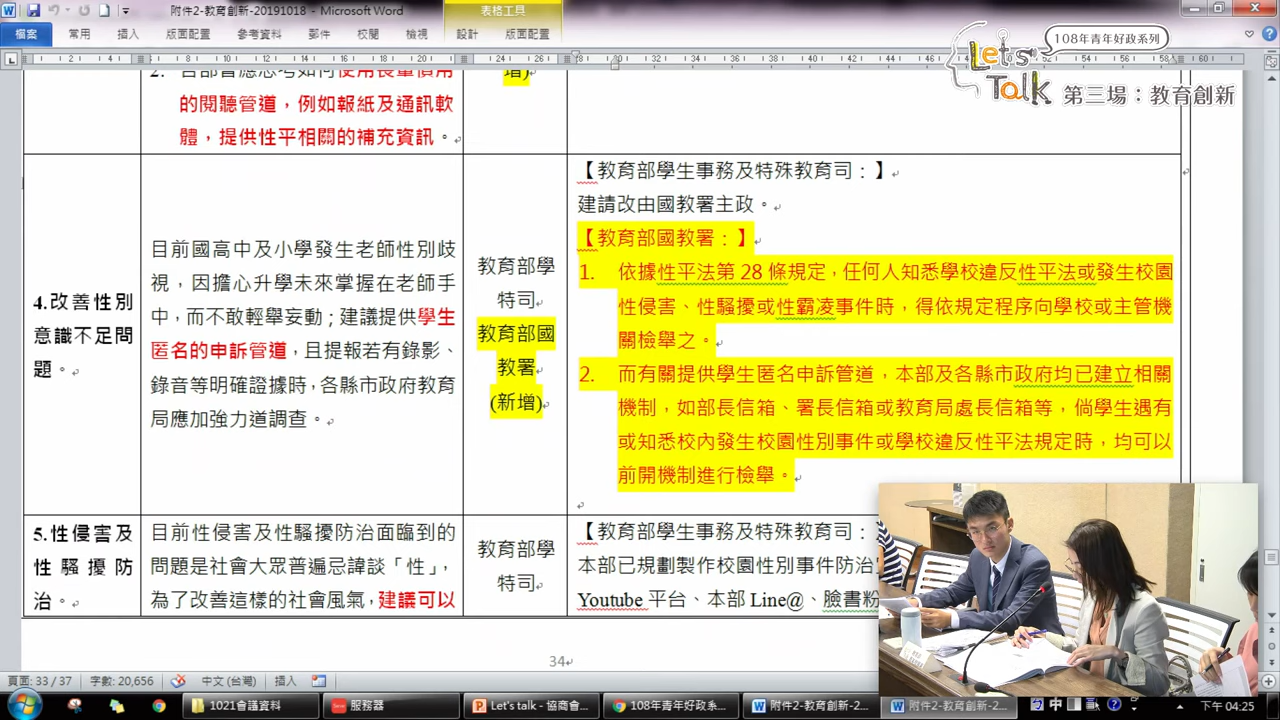 附件2-教育創新-20191018 - Microsoft Word
表格工具
檔案 常用 插入 版面配置 參考資料 郵件 校閱 檢視 設計 版面配置
108年青年好政系列
Let's Talk
第三場：教育創新
的閱聽管道，例如報紙及通訊軟
體，提供性平相關的補充資訊。
增)
4.改善性別
意識不足問
題。
目前國高中及小學發生老師性別歧
視，因擔心升學未來掌握在老師手
中，而不敢輕舉妄動；建議提供學生
匿名的申訴管道，且提報若有錄影、
錄音等明確證據時，各縣市政府教育
局應加強力道調查。
教育部學
特司
教育部國
教署
(新增)
【教育部學生事務及特殊教育司：】
建請改由國教署主政。
【教育部國教署：】
1. 依據性平法第 28 條規定，任何人知悉學校違反性平法或發生校園
性侵害、性騷擾或性霸凌事件時，得依規定程序向學校或主管機
關檢舉之。
2. 而有關提供學生匿名申訴管道，本部及各縣市政府均已建立相關
機制，如部長信箱、署長信箱或教育局處長信箱等，倘學生遇有
或知悉校內發生校園性別事件或學校違反性平法規定時，均可以
前開機制進行檢舉。
5.性侵害及
性騷擾防
治。
目前性侵害及性騷擾防治面臨到的
問題是社會大眾普遍忌諱談「性」，
為了改善這樣的社會風氣，建議可以
教育部學
特司
【教育部學生事務及特殊教育司：
本部已規劃製作校園性別事件防治
Youtube 平台、本部 Line@、臉書粉
34
頁面: 33 / 37 字數: 20,656 中文 (台灣) 插入
1021會議資料 服務器 Let's talk - 協商會... 108年青年好政系... 附件2-教育創新-2... 附件2-教育創新-2... 中 下午 04:25